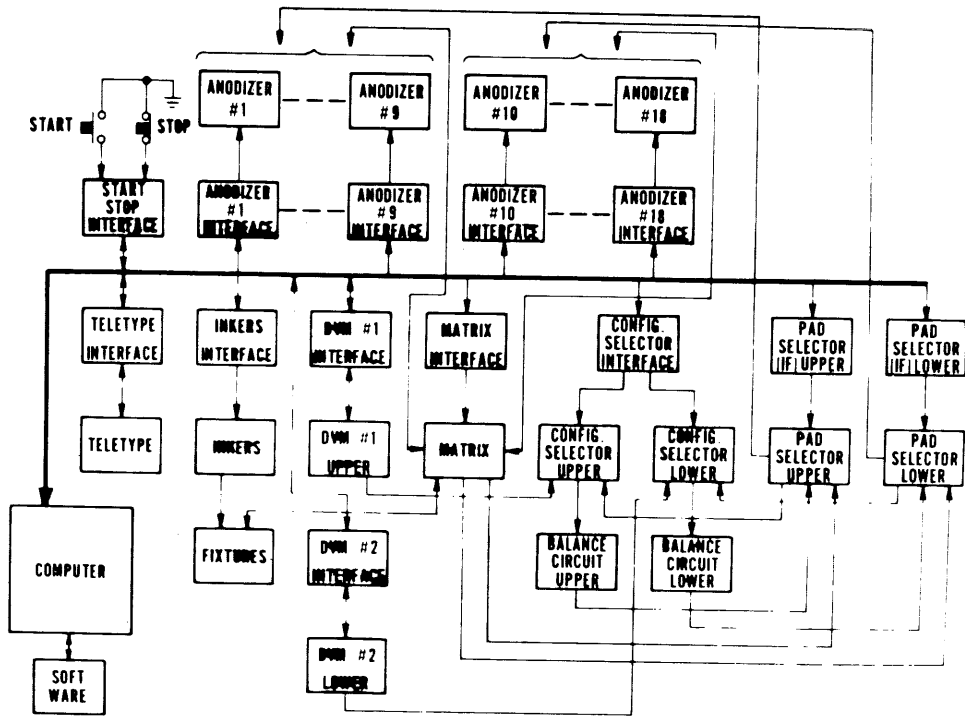 ANODIZER
#1
ANODIZER
#9
ANODIZER
#10
ANODIZER
#18
START
STOP
START
STOP
INTERFACE
ANODIZER
#1
INTERFACE
ANODIZER
#9
INTERFACE
ANODIZER
#10
INTERFACE
ANODIZER
#18
INTERFACE
TELETYPE
INTERFACE
INKERS
INTERFACE
DVM #1
INTERFACE
MATRIX
INTERFACE
CONFIG.
SELECTOR
INTERFACE
PAD
SELECTOR
(IF) UPPER
PAD
SELECTOR
(IF) LOWER
TELETYPE
INKERS
DVM #1
UPPER
MATRIX
CONFIG.
SELECTOR
UPPER
CONFIG.
SELECTOR
LOWER
PAD
SELECTOR
UPPER
PAD
SELECTOR
LOWER
COMPUTER
FIXTURES
DVM #2
INTERFACE
BALANCE
CIRCUIT
UPPER
BALANCE
CIRCUIT
LOWER
SOFT
WARE
DVM #2
LOWER